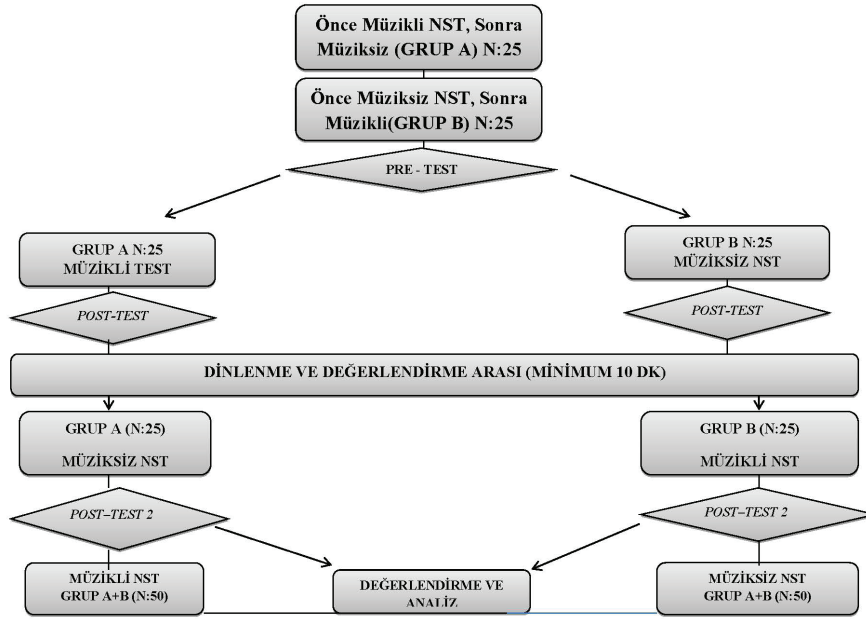 Önce Müzikli NST, Sonra
Müziksiz (GRUP A) N:25
Önce Müziksiz NST, Sonra
Müzikli(GRUP B) N:25
PRE - TEST
GRUP A N:25
MÜZİKLİ TEST
GRUP B N:25
MÜZİKSİZ NST
POST-TEST
POST-TEST
DİNLENME VE DEĞERLENDİRME ARASI (MİNİMUM 10 DK)
GRUP A (N:25)
MÜZİKSİZ NST
GRUP B (N:25)
MÜZİKLİ NST
POST–TEST 2
POST–TEST 2
MÜZİKLİ NST
GRUP A+B (N:50)
DEĞERLENDİRME VE
ANALİZ
MÜZİKSİZ NST
GRUP A+B (N:50)